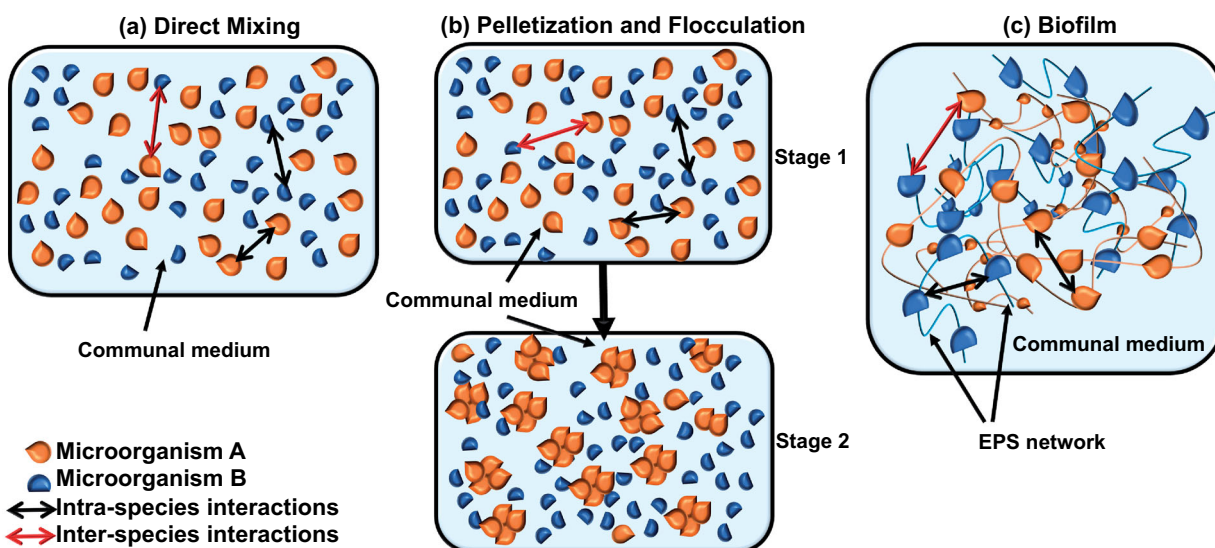 (a) Direct Mixing
(b) Pelletization and Flocculation
(c) Biofilm
Stage 1
Communal medium
Communal medium
Communal medium
Stage 2
EPS network
Microorganism A
Microorganism B
Intra-species interactions
Inter-species interactions